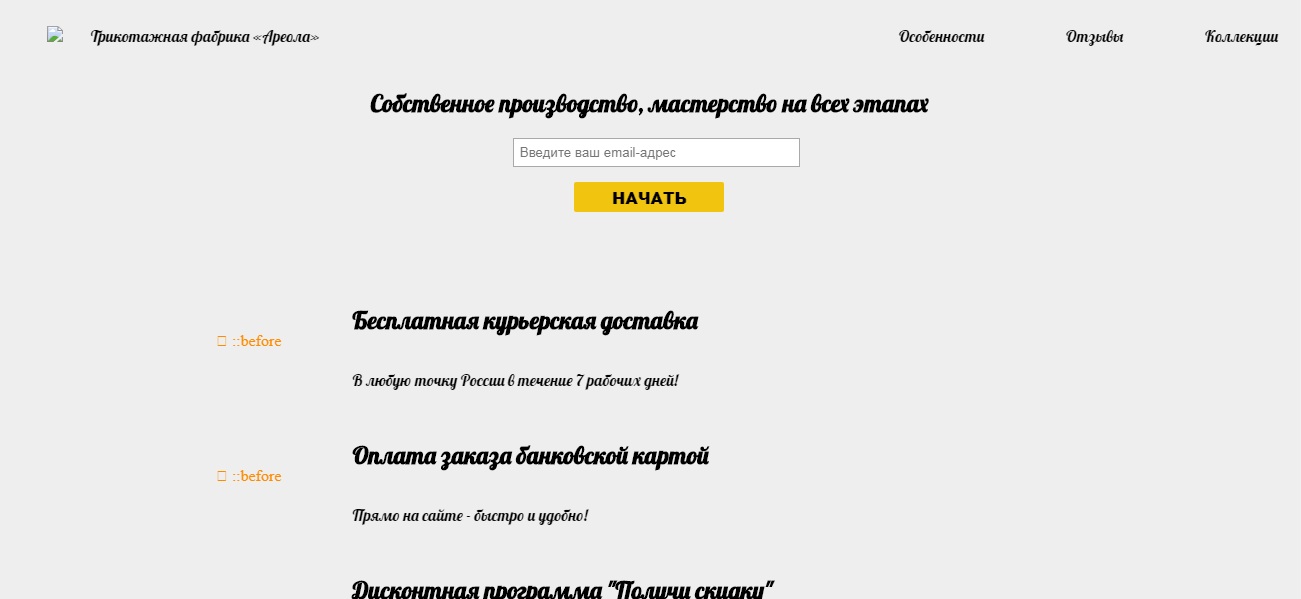 Трикотажная фабрика «Ареола»
Особенности
Отзывы
Коллекции
Собственное производство, мастерство на всех этапах
Введите ваш email-адрес
НАЧАТЬ
Бесплатная курьерская доставка
::before
В любую точку России в течение 7 рабочих дней!
Оплата заказа банковской картой
::before
Прямо на сайте - быстро и удобно!
Дисконтная программа "Получи скидку"